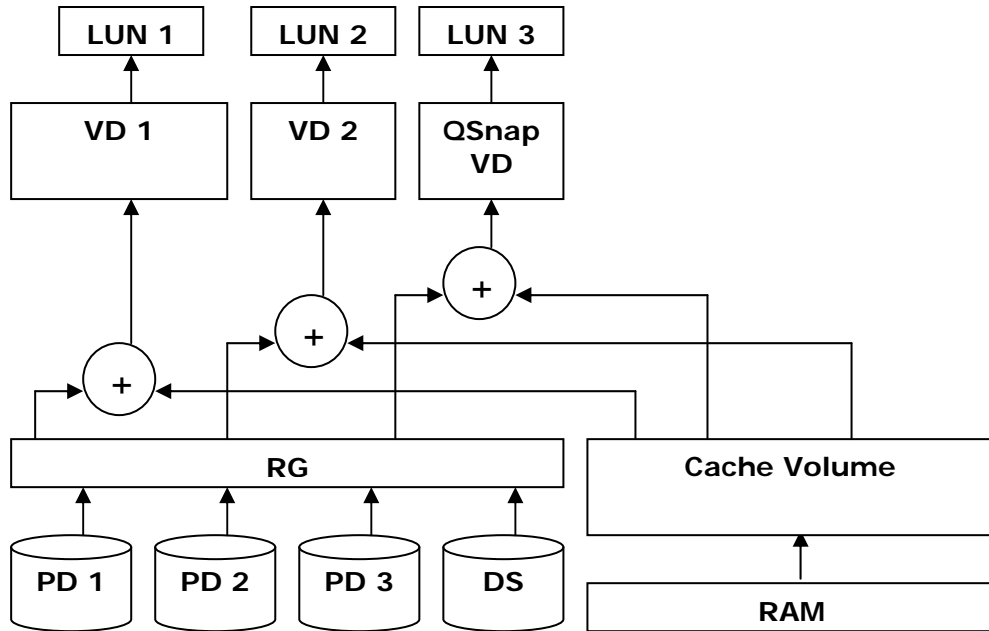 LUN 1
LUN 2
LUN 3
VD 1
VD 2
QSnap
VD
+
+
+
RG
Cache Volume
PD 1
PD 2
PD 3
DS
RAM